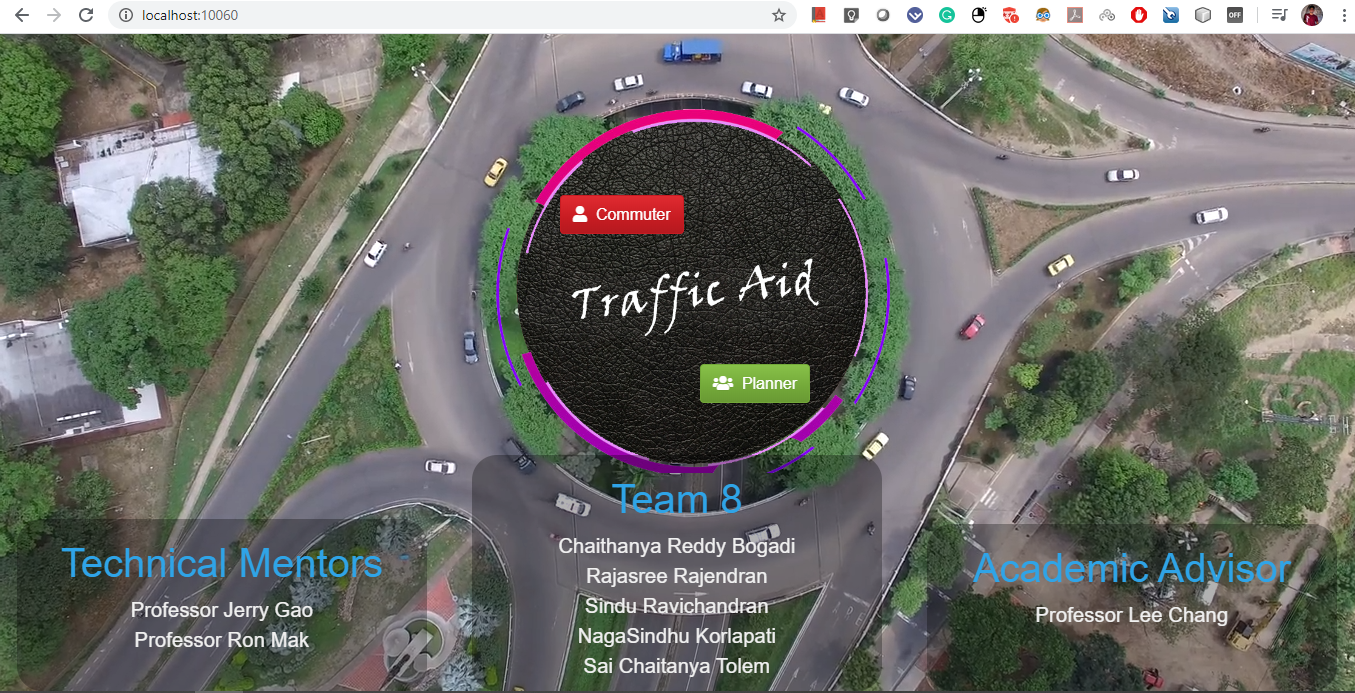 localhost:10060
OFF
Commuter
Traffic Aid
Planner
Team 8
Chaithanya Reddy Bogadi
Rajasree Rajendran
Sindu Ravichandran
NagaSindhu Korlapati
Sai Chaitanya Tolem
Technical Mentors
Professor Jerry Gao
Professor Ron Mak
Academic Advisor
Professor Lee Chang